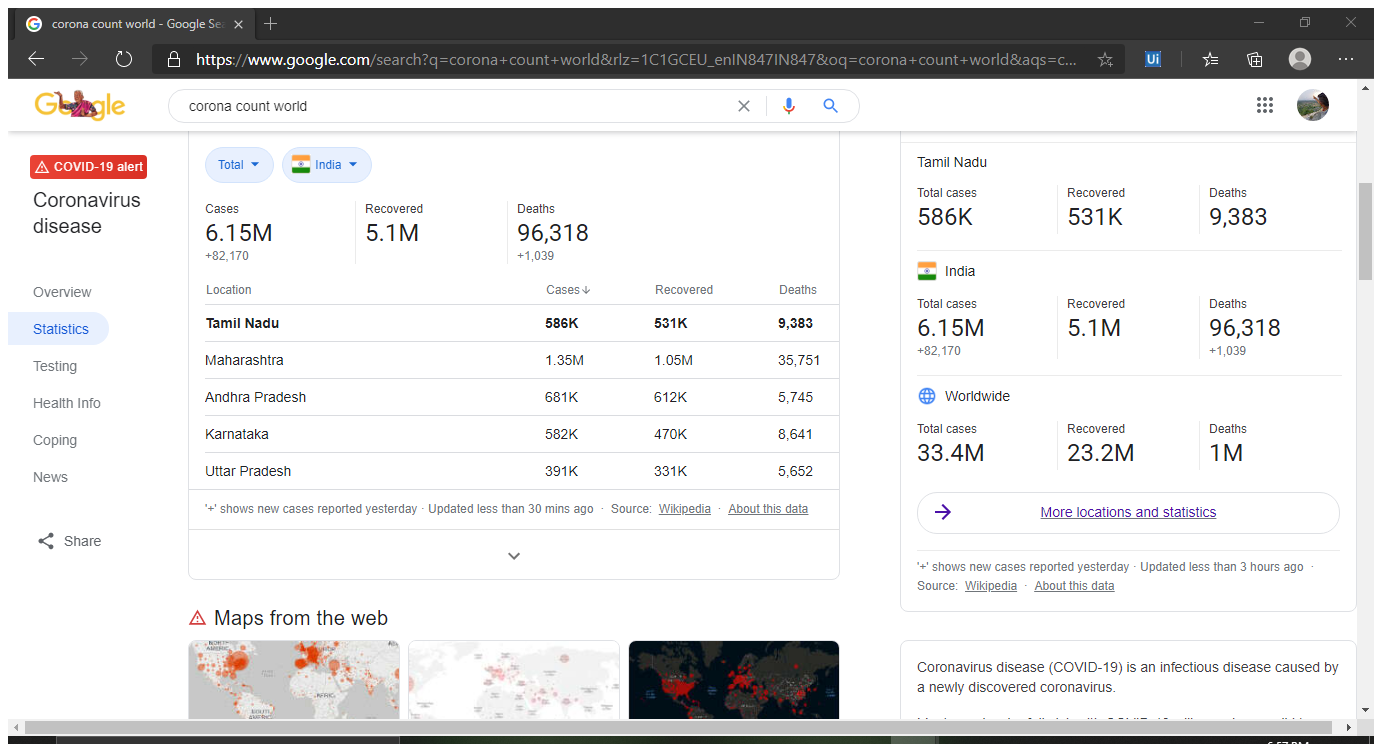 corona count world - Google Se
https://www.google.com/search?q=corona+count+world&rlz=1C1GCEU_enIN847IN847&oq=corona+count+world&aqs=c...
Ui
Google
corona count world
COVID-19 alert
Coronavirus
disease
Overview
Statistics
Testing
Health Info
Coping
News
Share
Total
India
Cases Recovered Deaths
6.15M 5.1M 96,318
+82,170 +1,039
Location Cases Recovered Deaths
Tamil Nadu 586K 531K 9,383
Maharashtra 1.35M 1.05M 35,751
Andhra Pradesh 681K 612K 5,745
Karnataka 582K 470K 8,641
Uttar Pradesh 391K 331K 5,652
'+' shows new cases reported yesterday · Updated less than 30 mins ago · Source: Wikipedia · About this data
Maps from the web
Tamil Nadu
Total cases Recovered Deaths
586K 531K 9,383
India
Total cases Recovered Deaths
6.15M 5.1M 96,318
+82,170 +1,039
Worldwide
Total cases Recovered Deaths
33.4M 23.2M 1M
More locations and statistics
'+' shows new cases reported yesterday · Updated less than 3 hours ago ·
Source: Wikipedia · About this data
Coronavirus disease (COVID-19) is an infectious disease caused by
a newly discovered coronavirus.